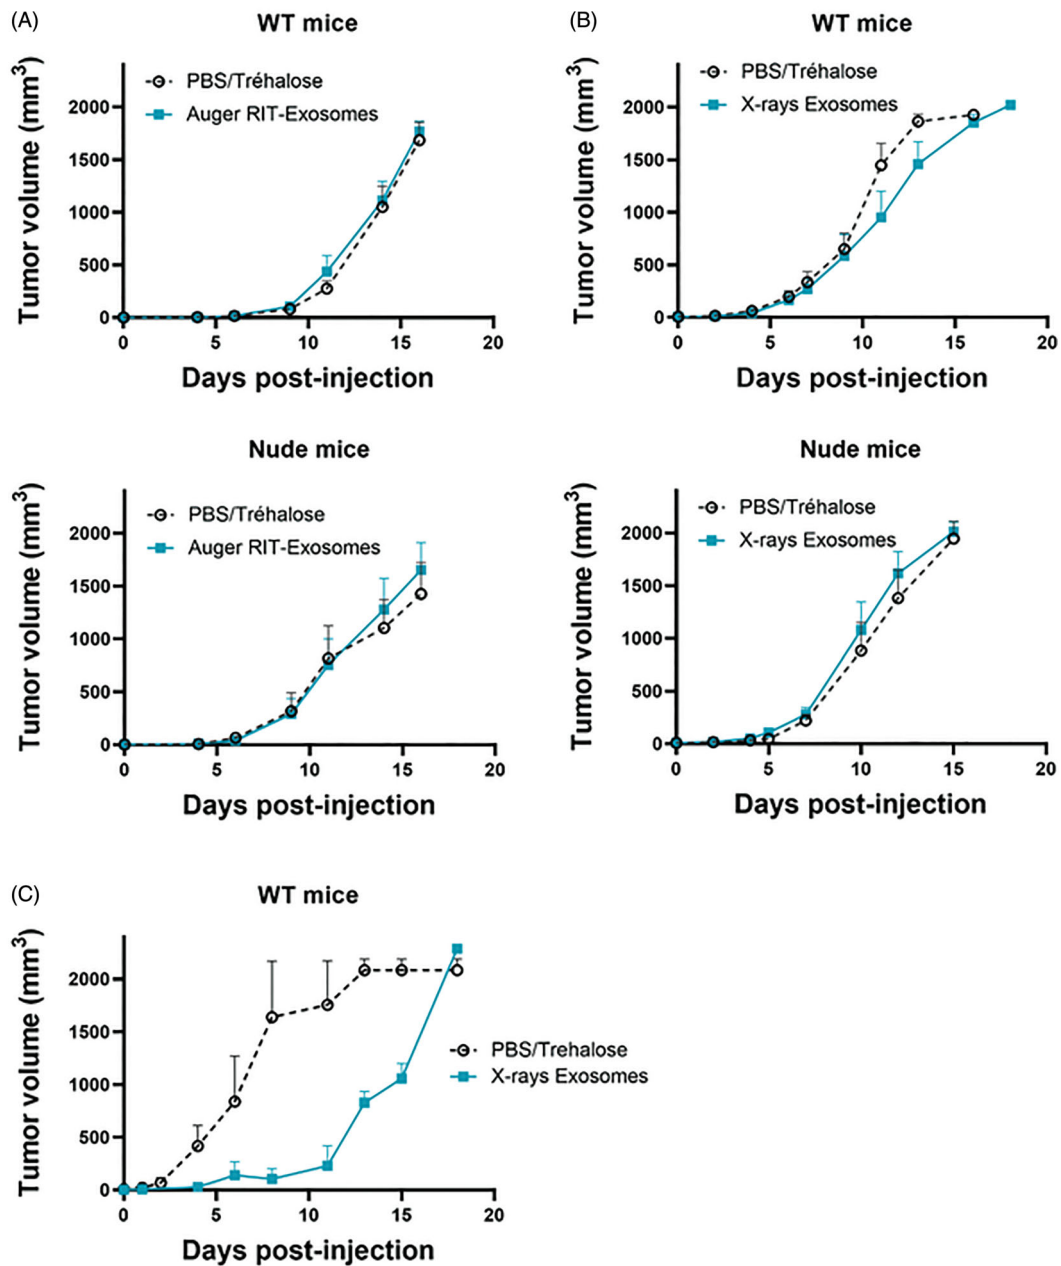 (A)
WT mice
Tumor volume (mm3)
PBS/Tréhalose
Auger RIT-Exosomes
2000
1500
1000
500
0
0 5 10 15 20
Days post-injection
(B)
WT mice
Tumor volume (mm3)
PBS/Tréhalose
X-rays Exosomes
2000
1500
1000
500
0
0 5 10 15 20
Days post-injection
Nude mice
Tumor volume (mm3)
PBS/Tréhalose
Auger RIT-Exosomes
2000
1500
1000
500
0
0 5 10 15 20
Days post-injection
Nude mice
Tumor volume (mm3)
PBS/Tréhalose
X-rays Exosomes
2000
1500
1000
500
0
0 5 10 15 20
Days post-injection
(C)
WT mice
Tumor volume (mm3)
2000
1500
1000
500
0
PBS/Trehalose
X-rays Exosomes
0 5 10 15 20
Days post-injection